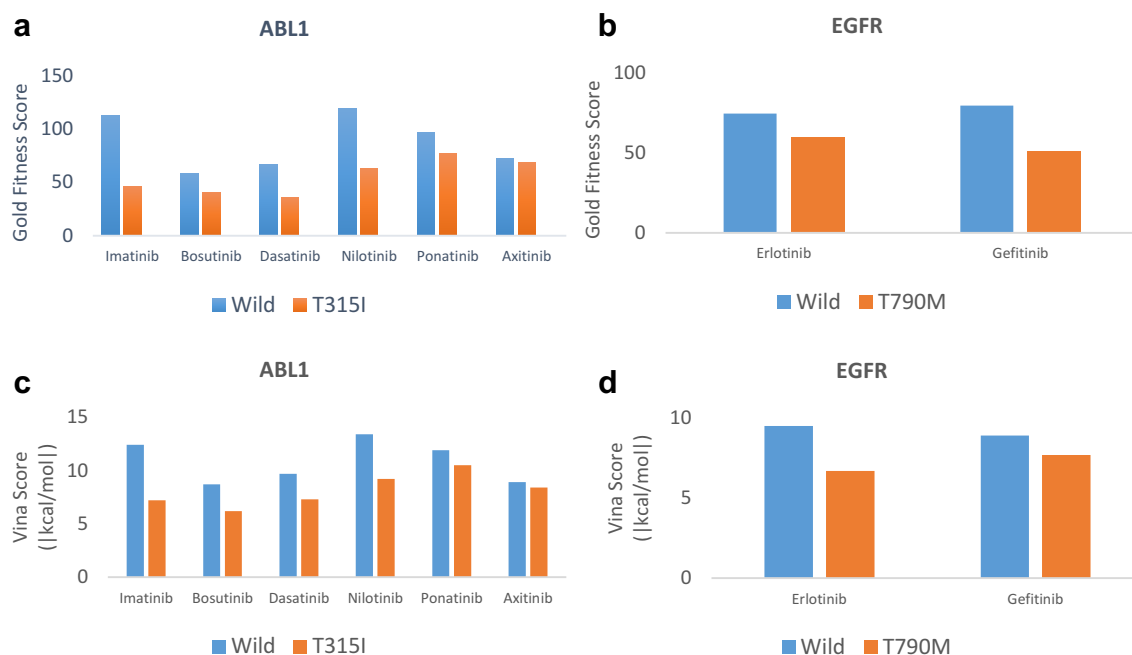 a
ABL1
Gold Fitness Score
150
100
50
0
Imatinib Bosutinib Dasatinib Nilotinib Ponatinib Axitinib
Wild T315I
b
EGFR
Gold Fitness Score
100
50
0
Erlotinib Gefitinib
Wild T790M
c
ABL1
Vina Score
(||kcal/mol||)
15
10
5
0
Imatinib Bosutinib Dasatinib Nilotinib Ponatinib Axitinib
Wild T315I
d
EGFR
Vina Score
(||kcal/mol||)
10
5
0
Erlotinib Gefitinib
Wild T790M